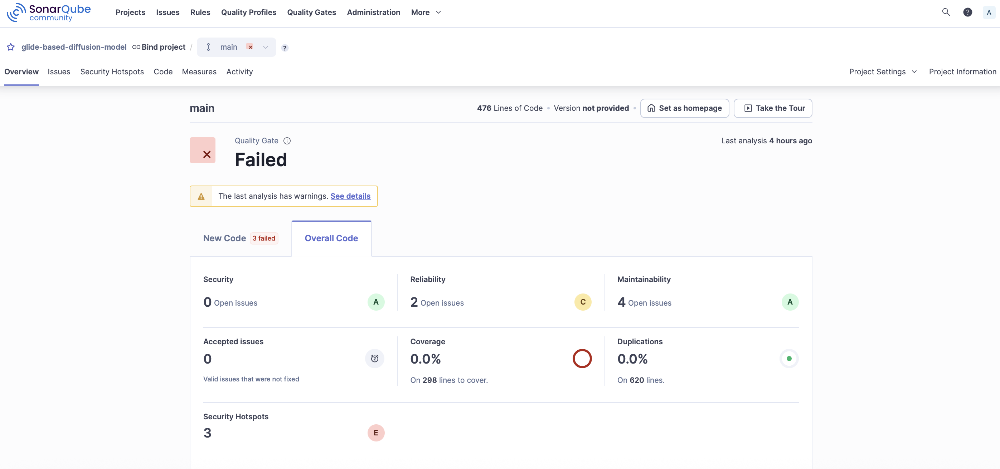 SonarQube community
Projects Issues Rules Quality Profiles Quality Gates Administration More ? A
glide-based-diffusion-model Bind project / main ?
Overview Issues Security Hotspots Code Measures Activity Project Settings Project Information
main 476 Lines of Code • Version not provided • Set as homepage Take the Tour
Quality Gate Last analysis 4 hours ago
Failed
The last analysis has warnings. See details
New Code 3 failed Overall Code
Security Reliability Maintainability
0 Open issues A 2 Open issues C 4 Open issues A
Accepted issues Coverage Duplications
0 0.0% 0.0%
Valid issues that were not fixed On 298 lines to cover. On 620 lines.
Security Hotspots
3 E